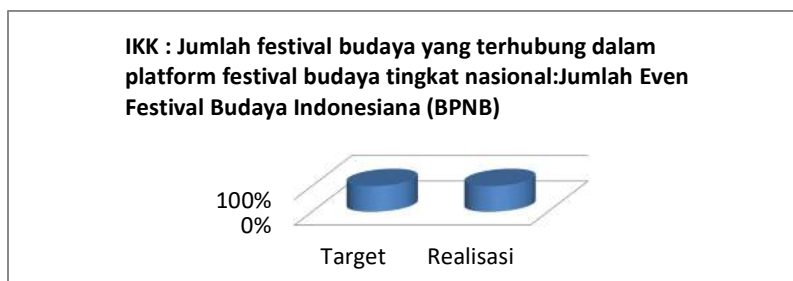 IKK : Jumlah festival budaya yang terhubung dalam
platform festival budaya tingkat nasional:Jumlah Even
Festival Budaya Indonesiana (BPNB)
100%
0%
Target Realisasi